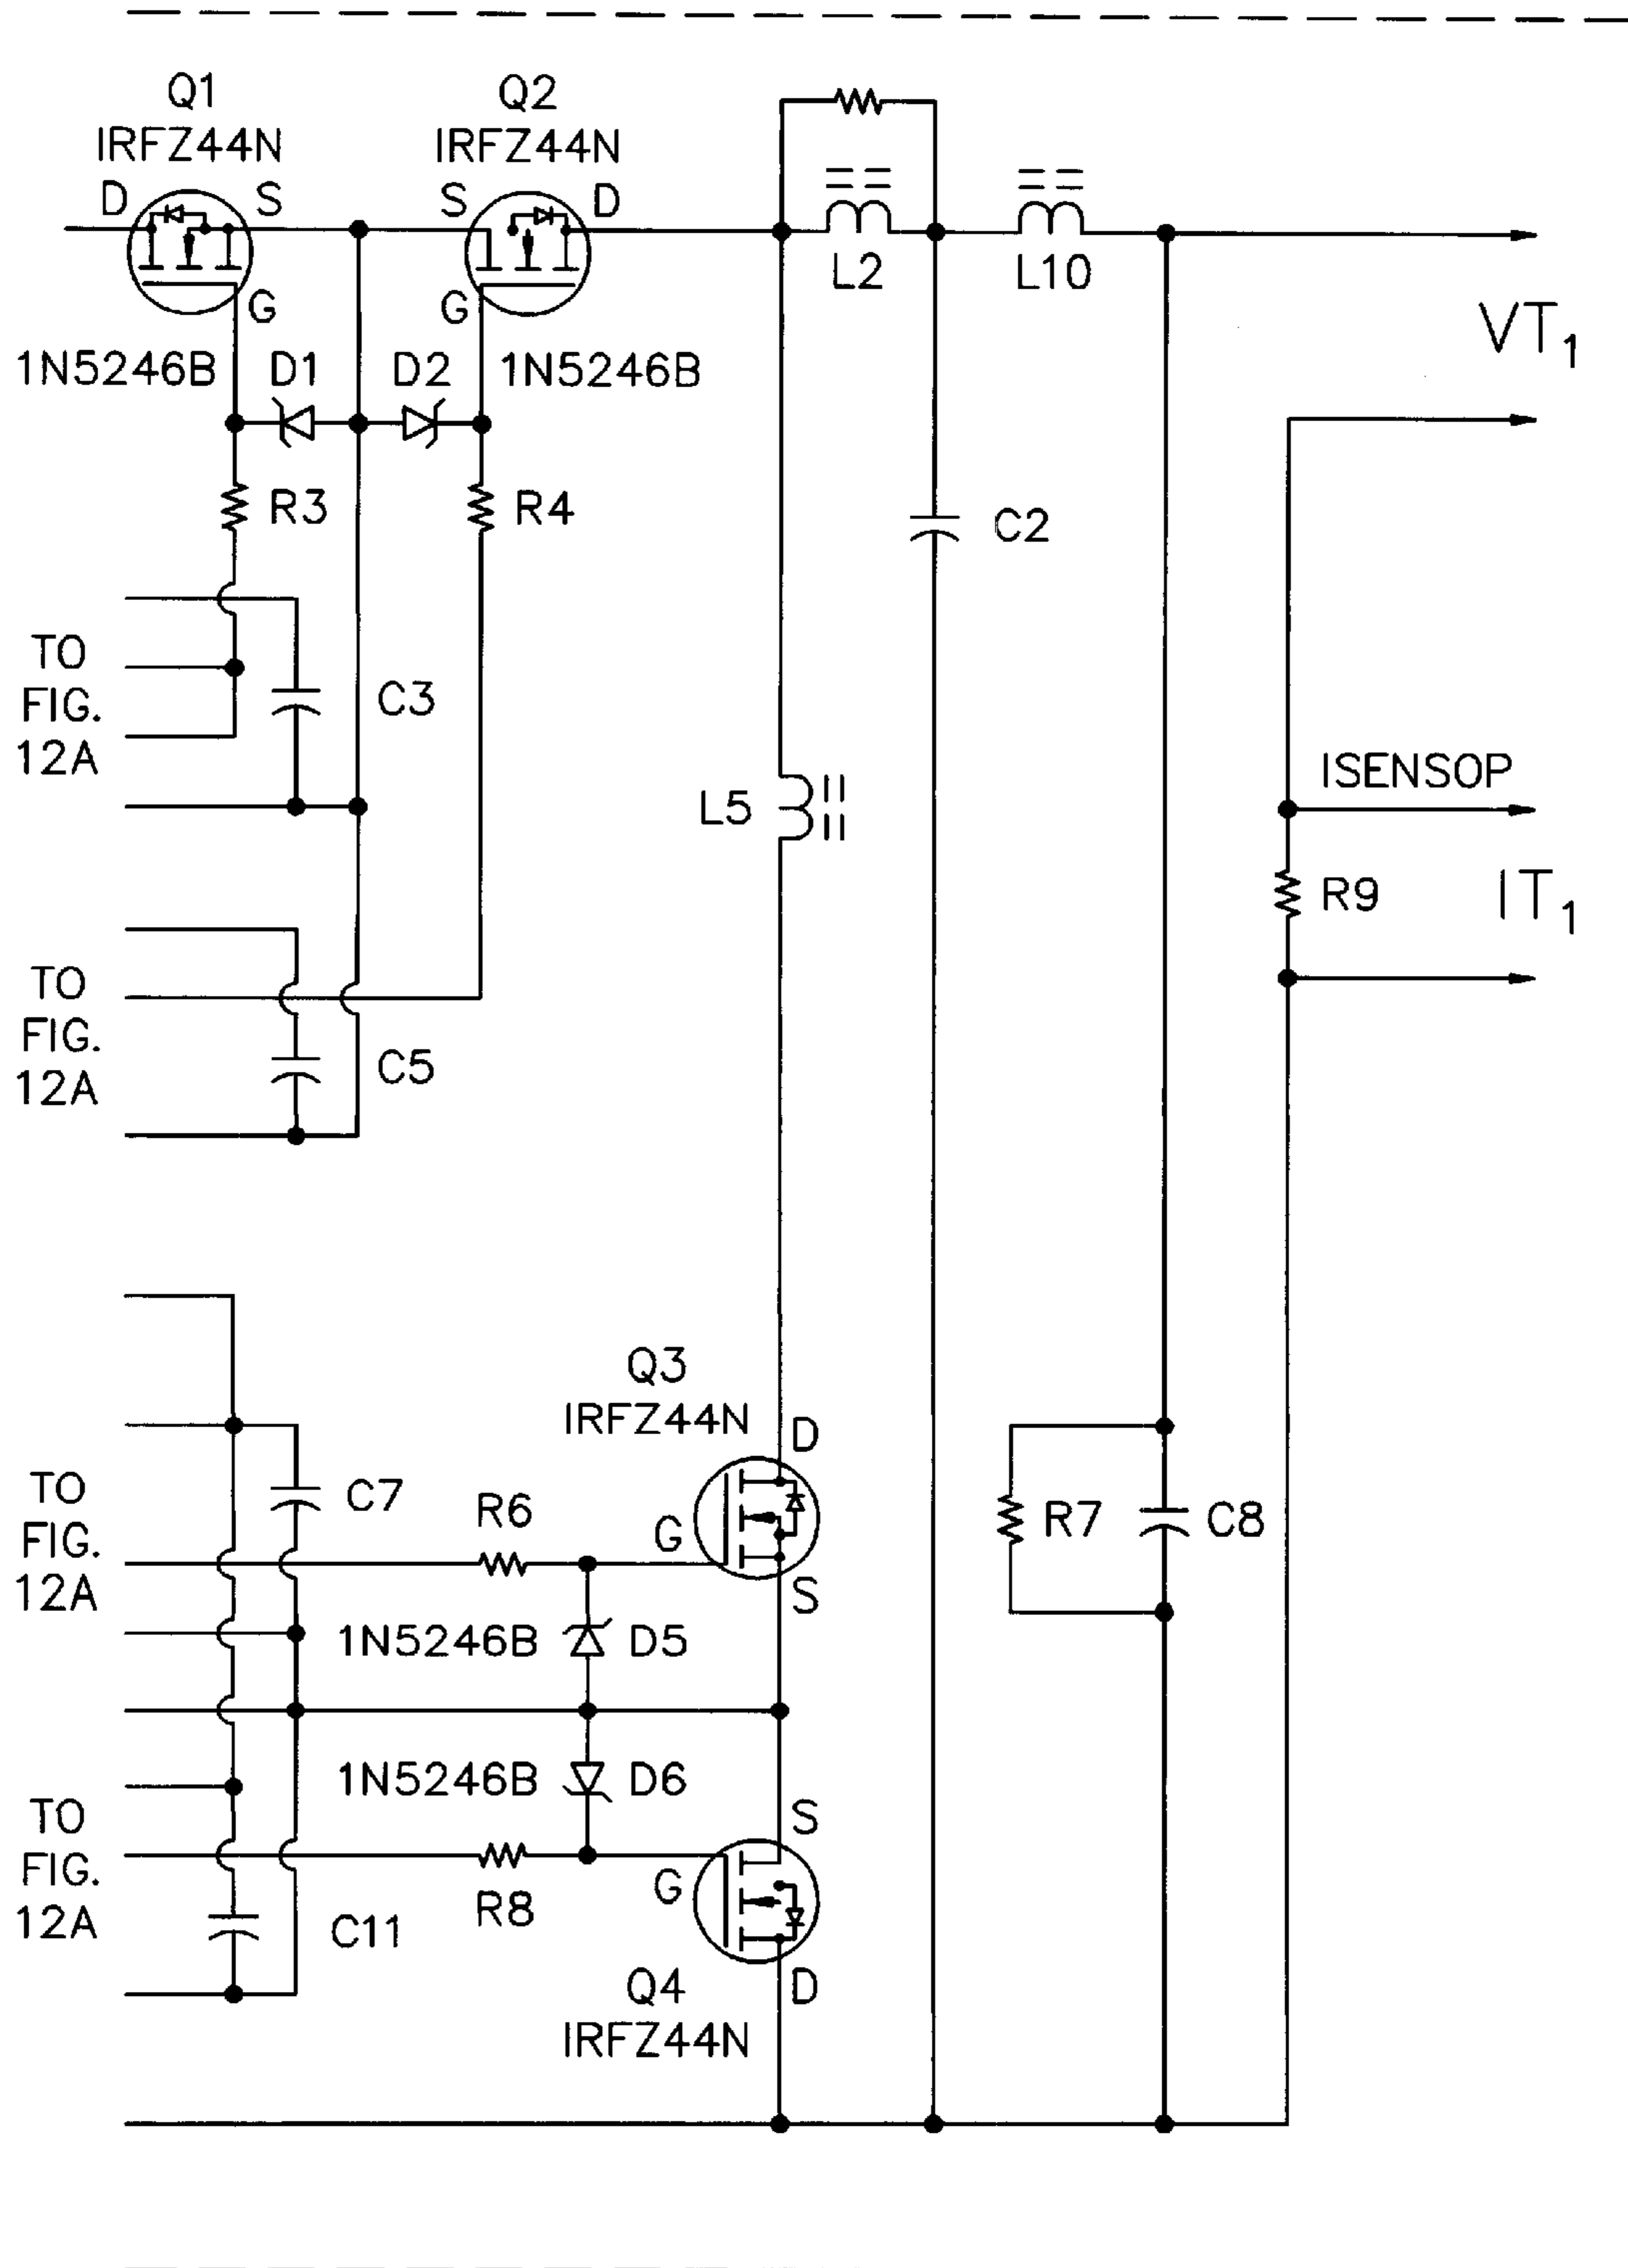 Q1
IRFZ44N
Q2
IRFZ44N
D
S
S
D
G
G
L2
L10
VT1
1N5246B
D1
D2
1N5246B
R3
R4
C2
TO
FIG.
12A
C3
L5
ISENSOP
R9
IT1
TO
FIG.
12A
C5
Q3
IRFZ44N
D
TO
FIG.
12A
C7
R6
G
R7
C8
S
1N5246B
D5
1N5246B
D6
TO
FIG.
12A
S
G
R8
C11
Q4
IRFZ44N
D